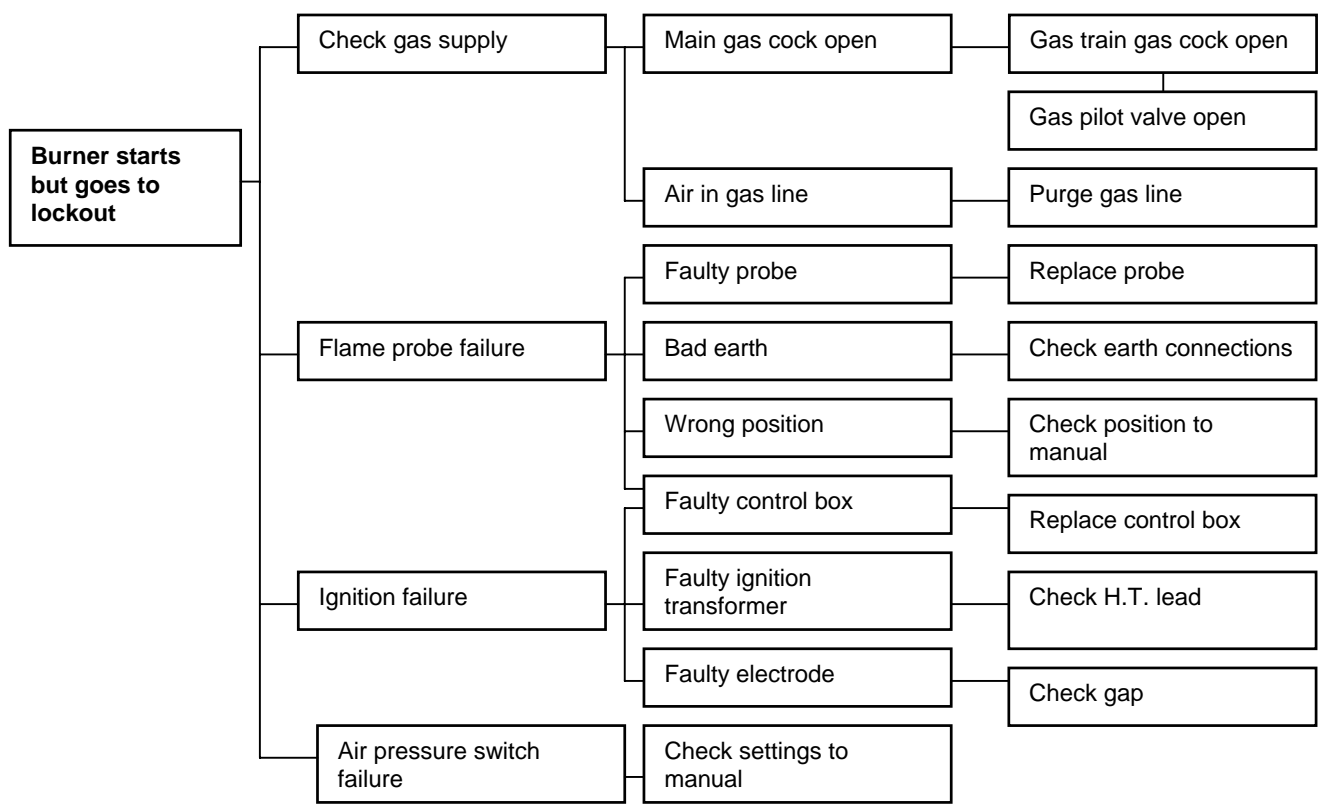 Check gas supply
Main gas cock open
Gas train gas cock open
Gas pilot valve open
Burner starts
but goes to
lockout
Air in gas line
Purge gas line
Faulty probe
Replace probe
Flame probe failure
Bad earth
Check earth connections
Wrong position
Check position to
manual
Faulty control box
Replace control box
Ignition failure
Faulty ignition
transformer
Check H.T. lead
Faulty electrode
Check gap
Air pressure switch
failure
Check settings to
manual